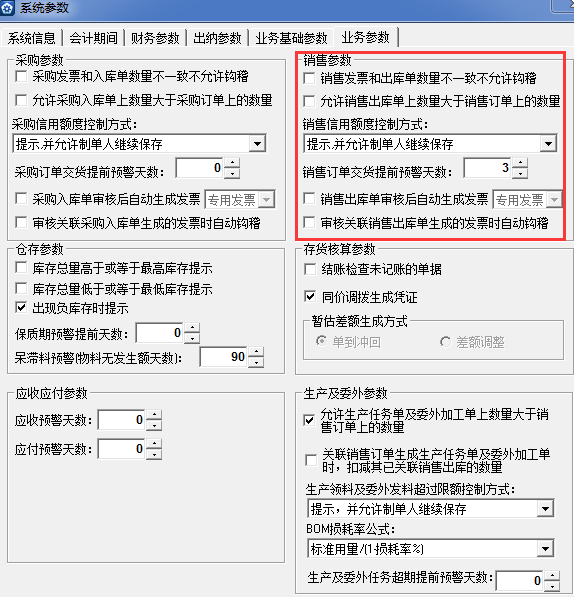 系统参数
系统信息 会计期间 财务参数 出纳参数 业务基础参数 业务参数
采购参数
采购发票和入库单数量不一致不允许钩稽
允许采购入库单上数量大于采购订单上的数量
采购信用额度控制方式:
提示,并允许制单人继续保存
采购订单交货提前预警天数: 0
采购入库单审核后自动生成发票 专用发票
审核关联采购入库单生成的发票时自动钩稽
销售参数
销售发票和出库单数量不一致不允许钩稽
允许销售出库单上数量大于销售订单上的数量
销售信用额度控制方式:
提示,并允许制单人继续保存
销售订单交货提前预警天数: 3
销售出库单审核后自动生成发票 专用发票
审核关联销售出库单生成的发票时自动钩稽
仓存参数
库存总量高于或等于最高库存提示
库存总量低于或等于最低库存提示
出现负库存时提示
保质期预警提前天数: 0
呆滞料预警(物料无发生额天数): 90
存货核算参数
结账检查未记账的单据
同价调拨生成凭证
暂估差额生成方式
单到冲回 差额调整
应收应付参数
应收预警天数: 0
应付预警天数: 0
生产及委外参数
允许生产任务单及委外加工单上数量大于销
售订单上的数量
关联销售订单生成生产任务单及委外加工单
时，扣减其已关联销售出库的数量
生产领料及委外发料超过限额控制方式:
提示，并允许制单人继续保存
BOM损耗率公式:
标准用量/(1-损耗率%)
生产及委外任务超期提前预警天数: 0